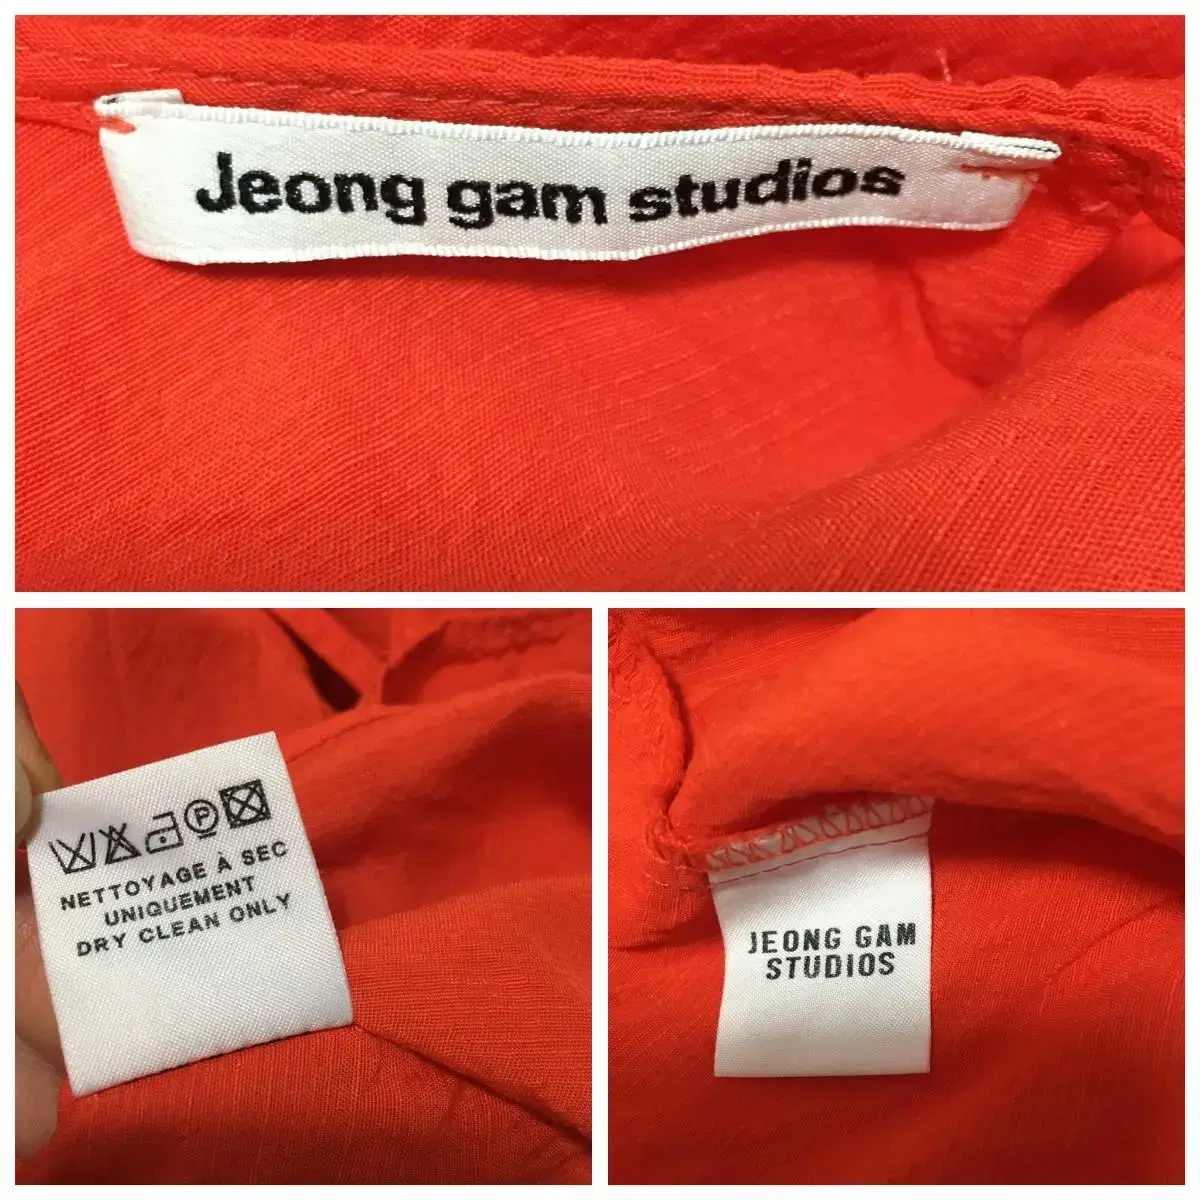 Jeong gam studios
P
NETTOYAGE À SEC
UNIQUEMENT
DRY CLEAN ONLY
JEONG GAM
STUDIOS